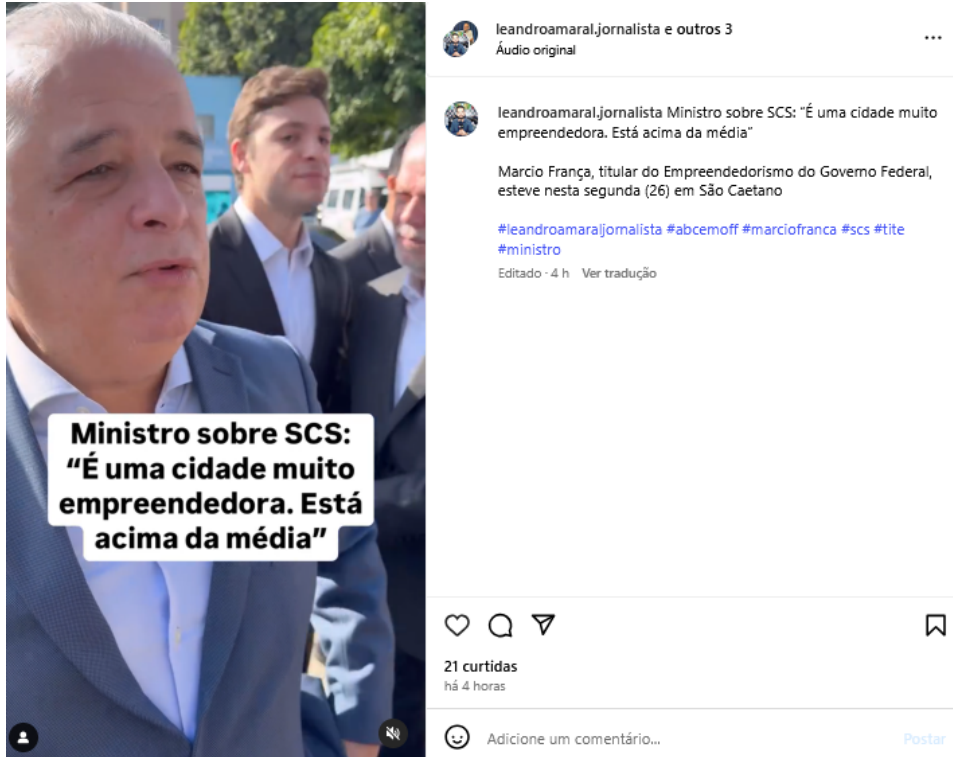 Ministro sobre SCS:
“É uma cidade muito
empreendedora. Está
acima da média”
leandroamaral.jornalista e outros 3
Áudio original
leandroamaral.jornalista Ministro sobre SCS: “É uma cidade muito
empreendedora. Está acima da média”
Marcio França, titular do Empreendedorismo do Governo Federal,
esteve nesta segunda (26) em São Caetano
#leandroamaraljornalista #abcemoff #marciofranca #scs #tite
#ministro
Editado · 4 h Ver tradução
21 curtidas
há 4 horas
Adicione um comentário...
Postar